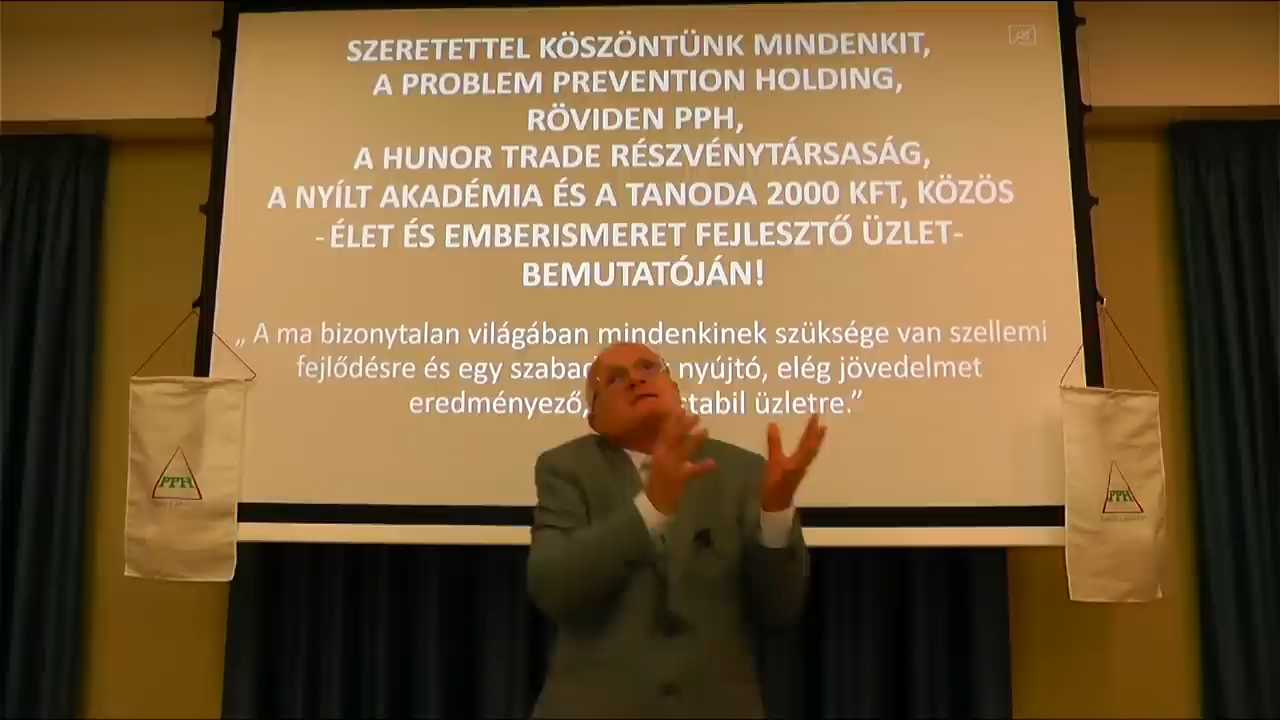 SZERETETTEL KÖSZÖNTÜNK MINDENKIT,
A PROBLEM PREVENTION HOLDING,
RÖVIDEN PPH,
A HUNOR TRADE RÉSZVÉNYTÁRSASÁG,
A NYÍLT AKADÉMIA ÉS A TANODA 2000 KFT, KÖZÖS
-ÉLET ÉS EMBERISMERET FEJLESZTŐ ÜZLET-
BEMUTATÓJÁN!
„ A ma bizonytalan világában mindenkinek szüksége van szellemi
fejlődésre és egy nyújtó, elég jövedelmet
eredményező, stabil üzletre.”
PPH
PPH